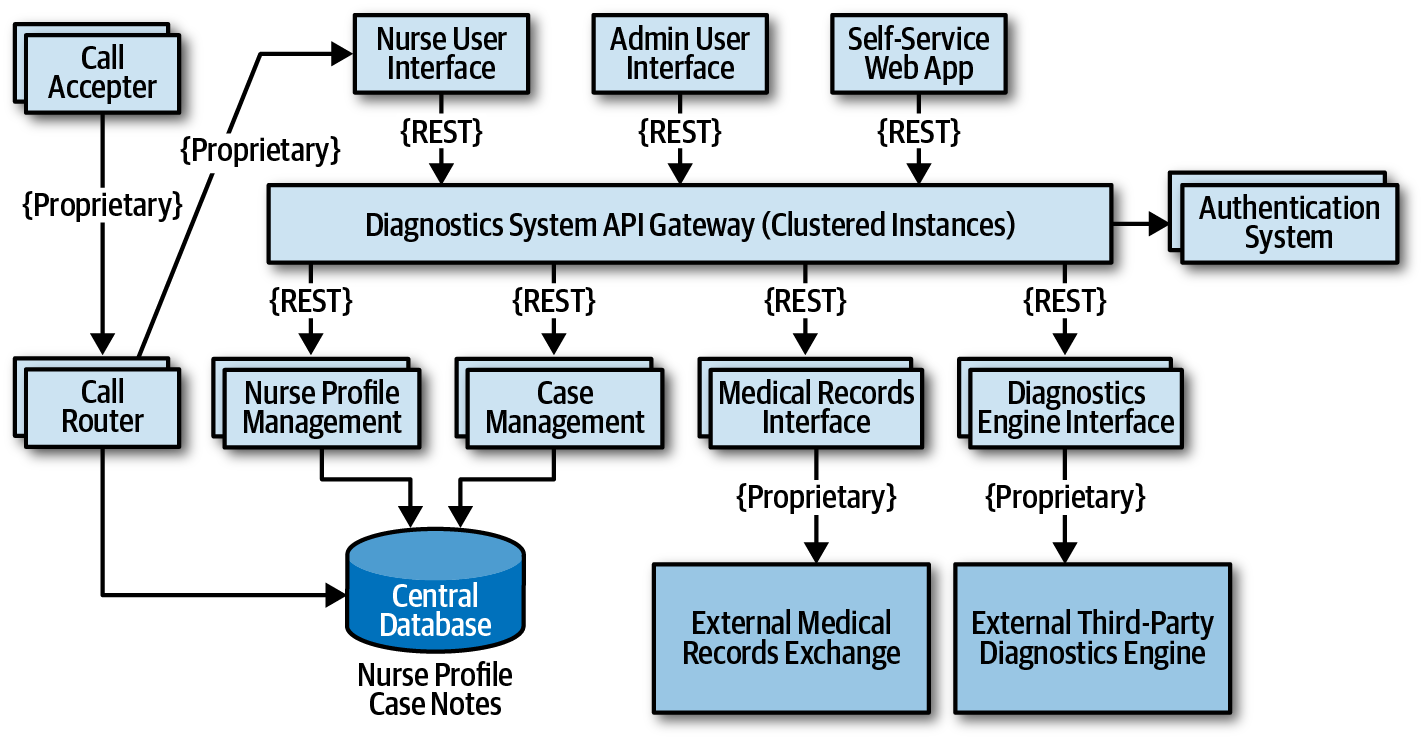 Call
Accepter
Nurse User
Interface
Admin User
Interface
Self-Service
Web App
{REST}
{REST}
{REST}
{Proprietary}
{Proprietary}
Diagnostics System API Gateway (Clustered Instances)
Authentication
System
{REST}
{REST}
{REST}
{REST}
Call
Router
Nurse Profile
Management
Case
Management
Medical Records
Interface
Diagnostics
Engine Interface
{Proprietary}
{Proprietary}
Central
Database
Nurse Profile
Case Notes
External Medical
Records Exchange
External Third-Party
Diagnostics Engine